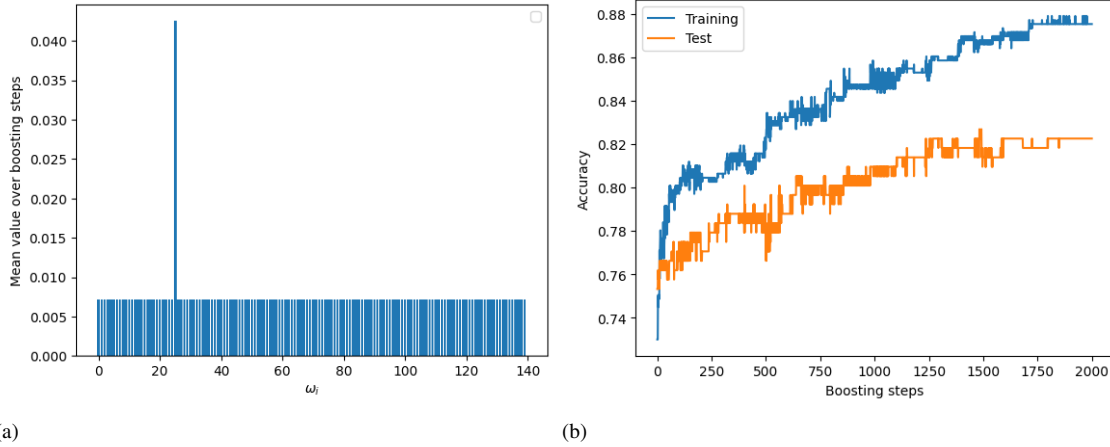 0.040
0.035
0.030
0.025
0.020
0.015
0.010
0.005
0.000
Mean value over boosting steps
0 20 40 60 80 100 120 140
ωi
(a)
0.88
0.86
0.84
0.82
0.80
0.78
0.76
0.74
Accuracy
Training
Test
0 250 500 750 1000 1250 1500 1750 2000
Boosting steps
(b)